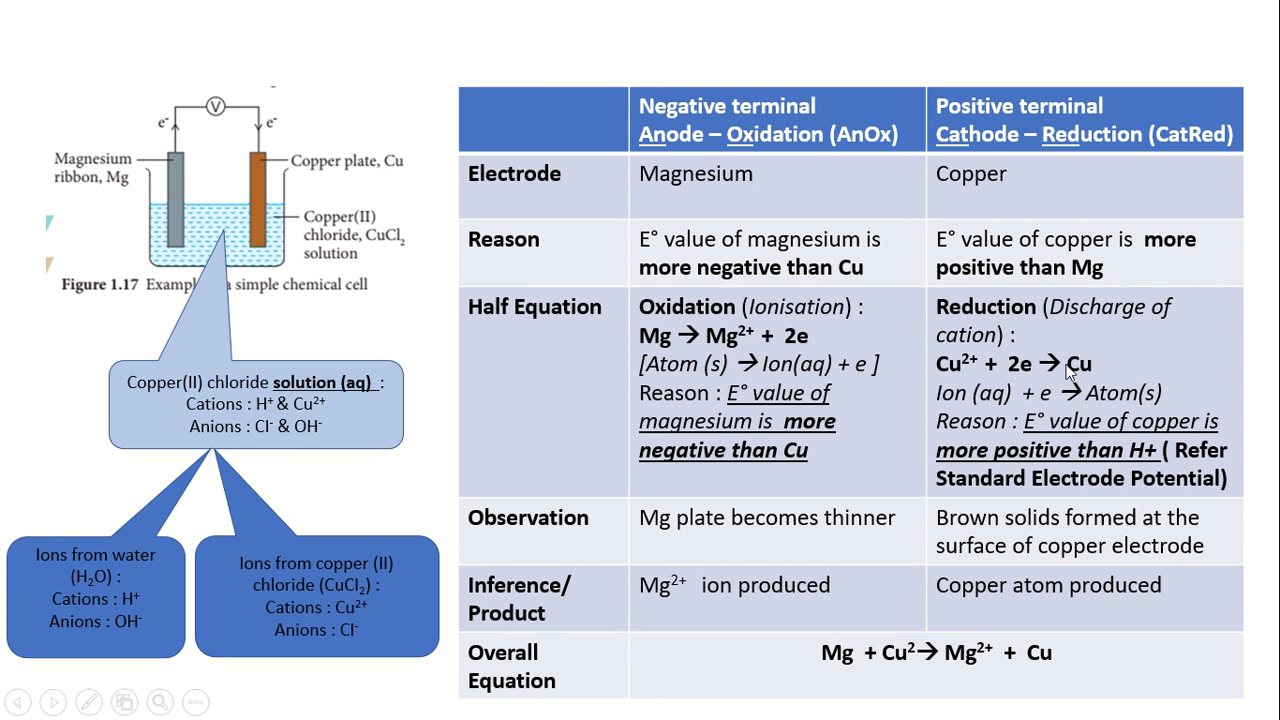 V
e⁻
e⁻
Magnesium
ribbon, Mg
Copper plate, Cu
Copper(II)
chloride, CuCl₂
solution
Figure 1.17 Exampl a simple chemical cell
Copper(II) chloride solution (aq) :
Cations : H⁺ & Cu²⁺
Anions : Cl⁻ & OH⁻
Ions from water
(H₂O) :
Cations : H⁺
Anions : OH⁻
Ions from copper (II)
chloride (CuCl₂) :
Cations : Cu²⁺
Anions : Cl⁻
Negative terminal
Anode – Oxidation (AnOx)
Positive terminal
Cathode – Reduction (CatRed)
Electrode
Magnesium
Copper
Reason
E° value of magnesium is
more negative than Cu
E° value of copper is more
positive than Mg
Half Equation
Oxidation (Ionisation) :
Mg → Mg²⁺ + 2e
[Atom (s) → Ion(aq) + e ]
Reason : E° value of
magnesium is more
negative than Cu
Reduction (Discharge of
cation) :
Cu²⁺ + 2e → Cu
Ion (aq) + e → Atom(s)
Reason : E° value of copper is
more positive than H+ ( Refer
Standard Electrode Potential)
Observation
Mg plate becomes thinner
Brown solids formed at the
surface of copper electrode
Inference/
Product
Mg²⁺ ion produced
Copper atom produced
Overall
Equation
Mg + Cu²→ Mg²⁺ + Cu